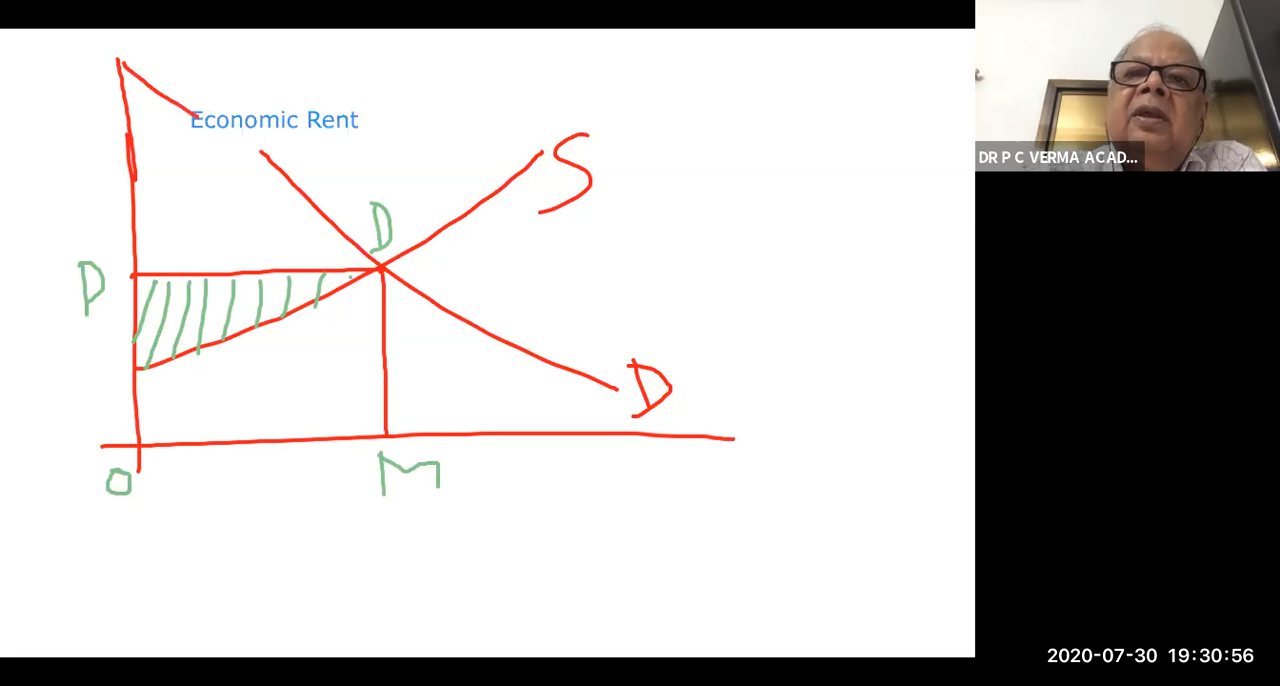 DR P C VERMA ACAD...
Economic Rent
S
D
P
D
O
M
2020-07-30 19:30:56